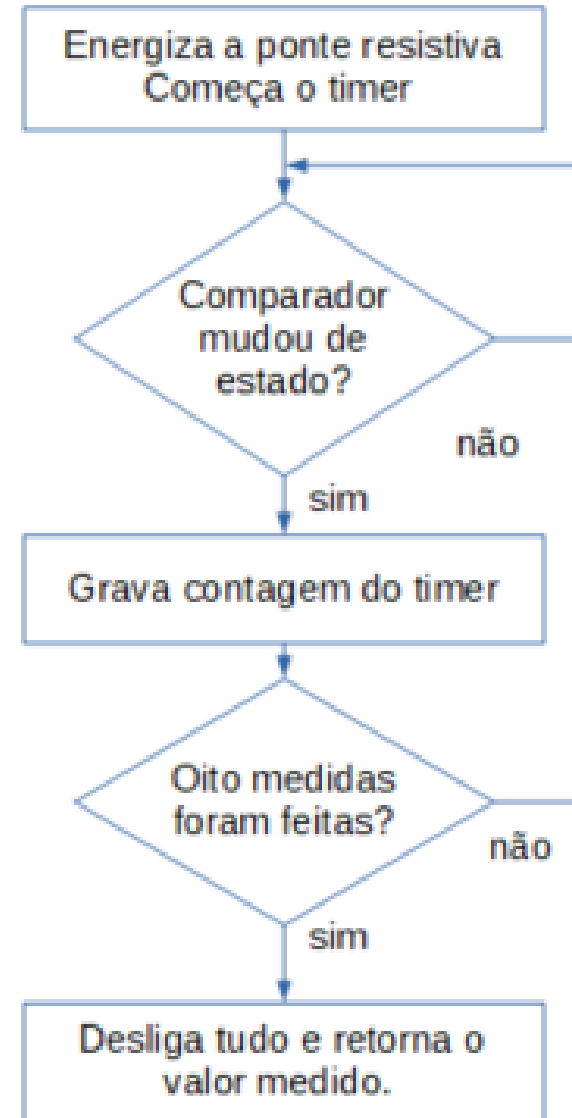 Energiza a ponte resistiva
Começa o timer
Comparador
mudou de
estado?
não
sim
Grava contagem do timer
Oito medidas
foram feitas?
não
sim
Desliga tudo e retorna o
valor medido.